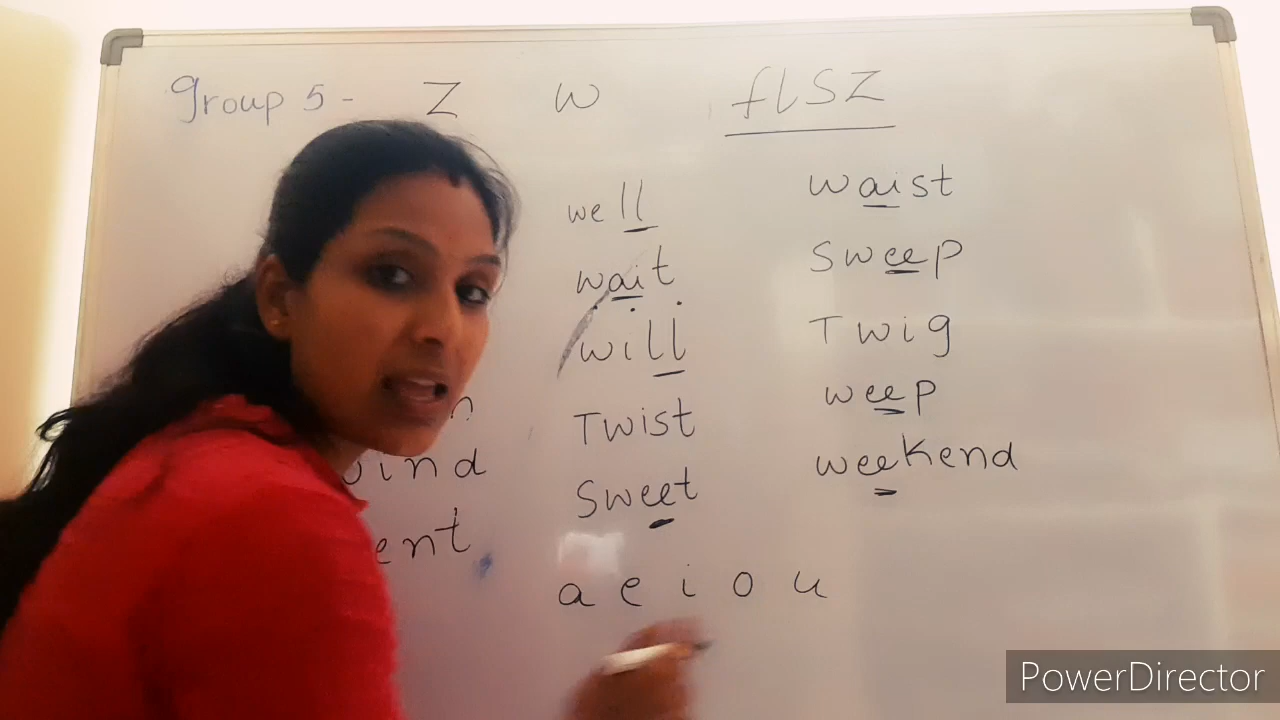 Group 5 - Z w flSZ
well
wait
will
Twist
Sweet
waist
Sweep
Twig
weep
weekend
a e i o u
PowerDirector